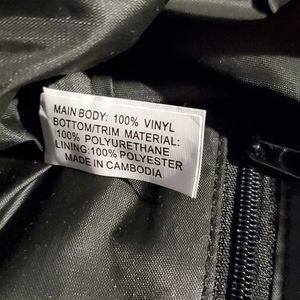 MAIN BODY: 100% VINYL
BOTTOM/TRIM MATERIAL:
100% POLYURETHANE
LINING:100% POLYESTER
MADE IN CAMBODIA